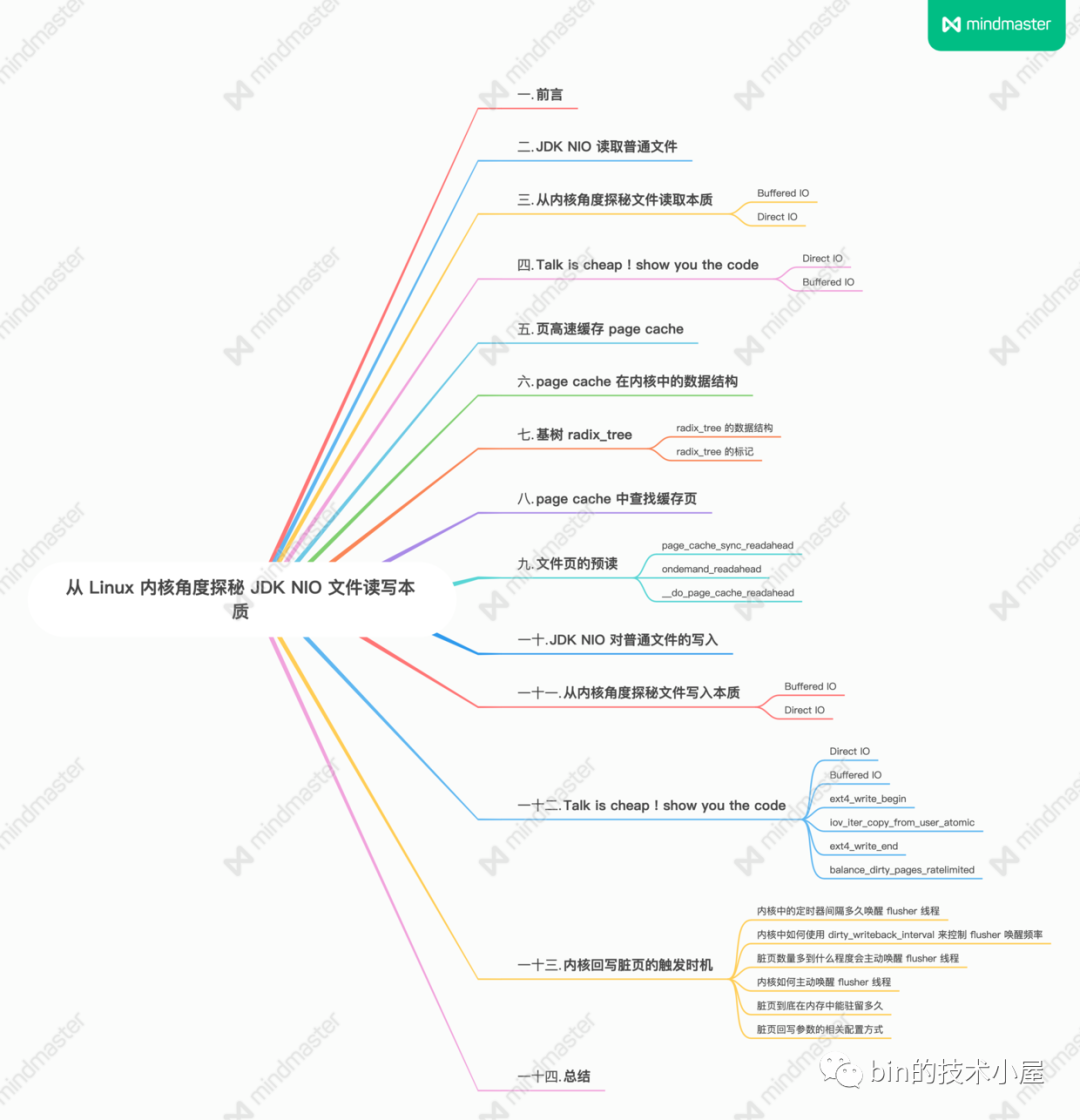 mindmaster
一.前言
二.JDK NIO 读取普通文件
三.从内核角度探秘文件读取本质
Buffered IO
Direct IO
四.Talk is cheap ! show you the code
Direct IO
Buffered IO
五.页高速缓存 page cache
六.page cache 在内核中的数据结构
七.基树 radix_tree
radix_tree 的数据结构
radix_tree 的标记
八.page cache 中查找缓存页
九.文件页的预读
page_cache_sync_readahead
ondemand_readahead
__do_page_cache_readahead
从 Linux 内核角度探秘 JDK NIO 文件读写本
质
一十.JDK NIO 对普通文件的写入
一十一.从内核角度探秘文件写入本质
Buffered IO
Direct IO
一十二.Talk is cheap ! show you the code
Direct IO
Buffered IO
ext4_write_begin
iov_iter_copy_from_user_atomic
ext4_write_end
balance_dirty_pages_ratelimited
一十三.内核回写脏页的触发时机
内核中的定时器间隔多久唤醒 flusher 线程
内核中如何使用 dirty_writeback_interval 来控制 flusher 唤醒频率
脏页数量多到什么程度会主动唤醒 flusher 线程
内核如何主动唤醒 flusher 线程
脏页到底在内存中能驻留多久
脏页回写参数的相关配置方式
一十四.总结
bin的技术小屋